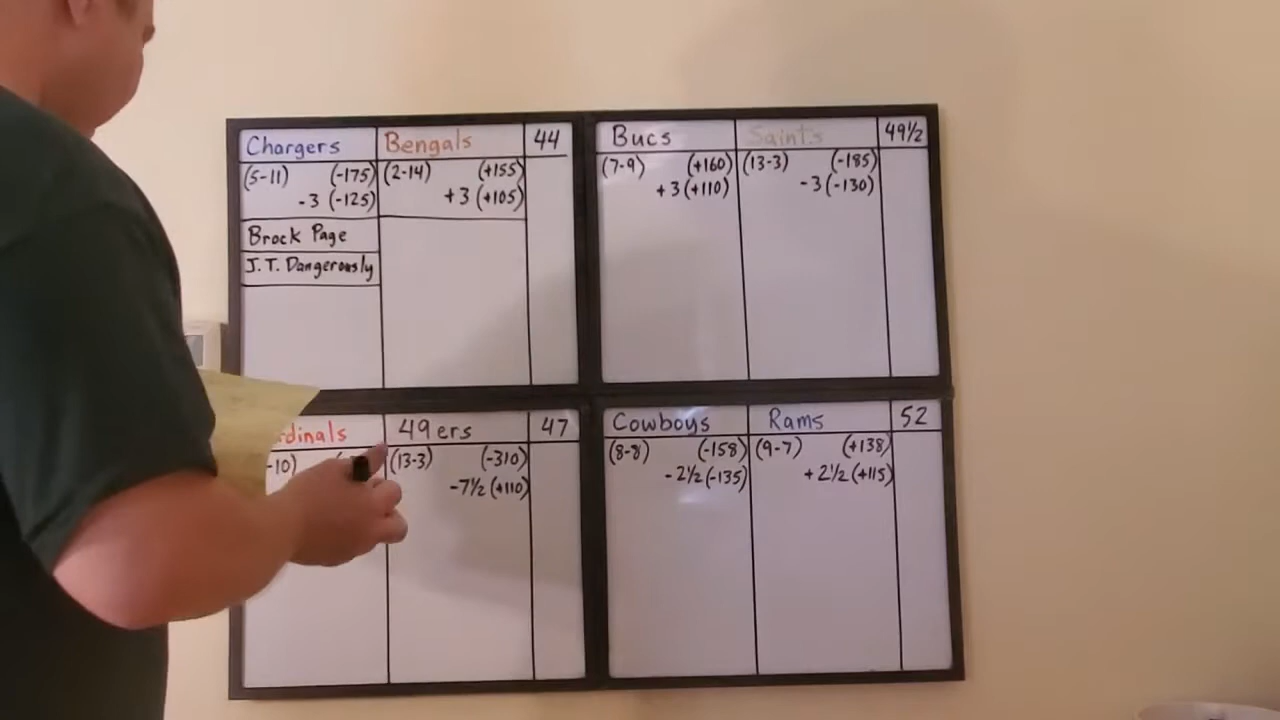 Chargers Bengals 44
(5-11) (-175) (2-14) (+155)
-3 (-125) +3 (+105)
Brock Page
J.T. Dangerously
Bucs Saints 49½
(7-9) (+160) (13-3) (-185)
+3 (+110) -3 (-130)
dinals 49ers 47
-10) (13-3) (-310)
-7½ (+110)
Cowboys Rams 52
(8-8) (-158) (9-7) (+138)
-2½ (-135) +2½ (+115)